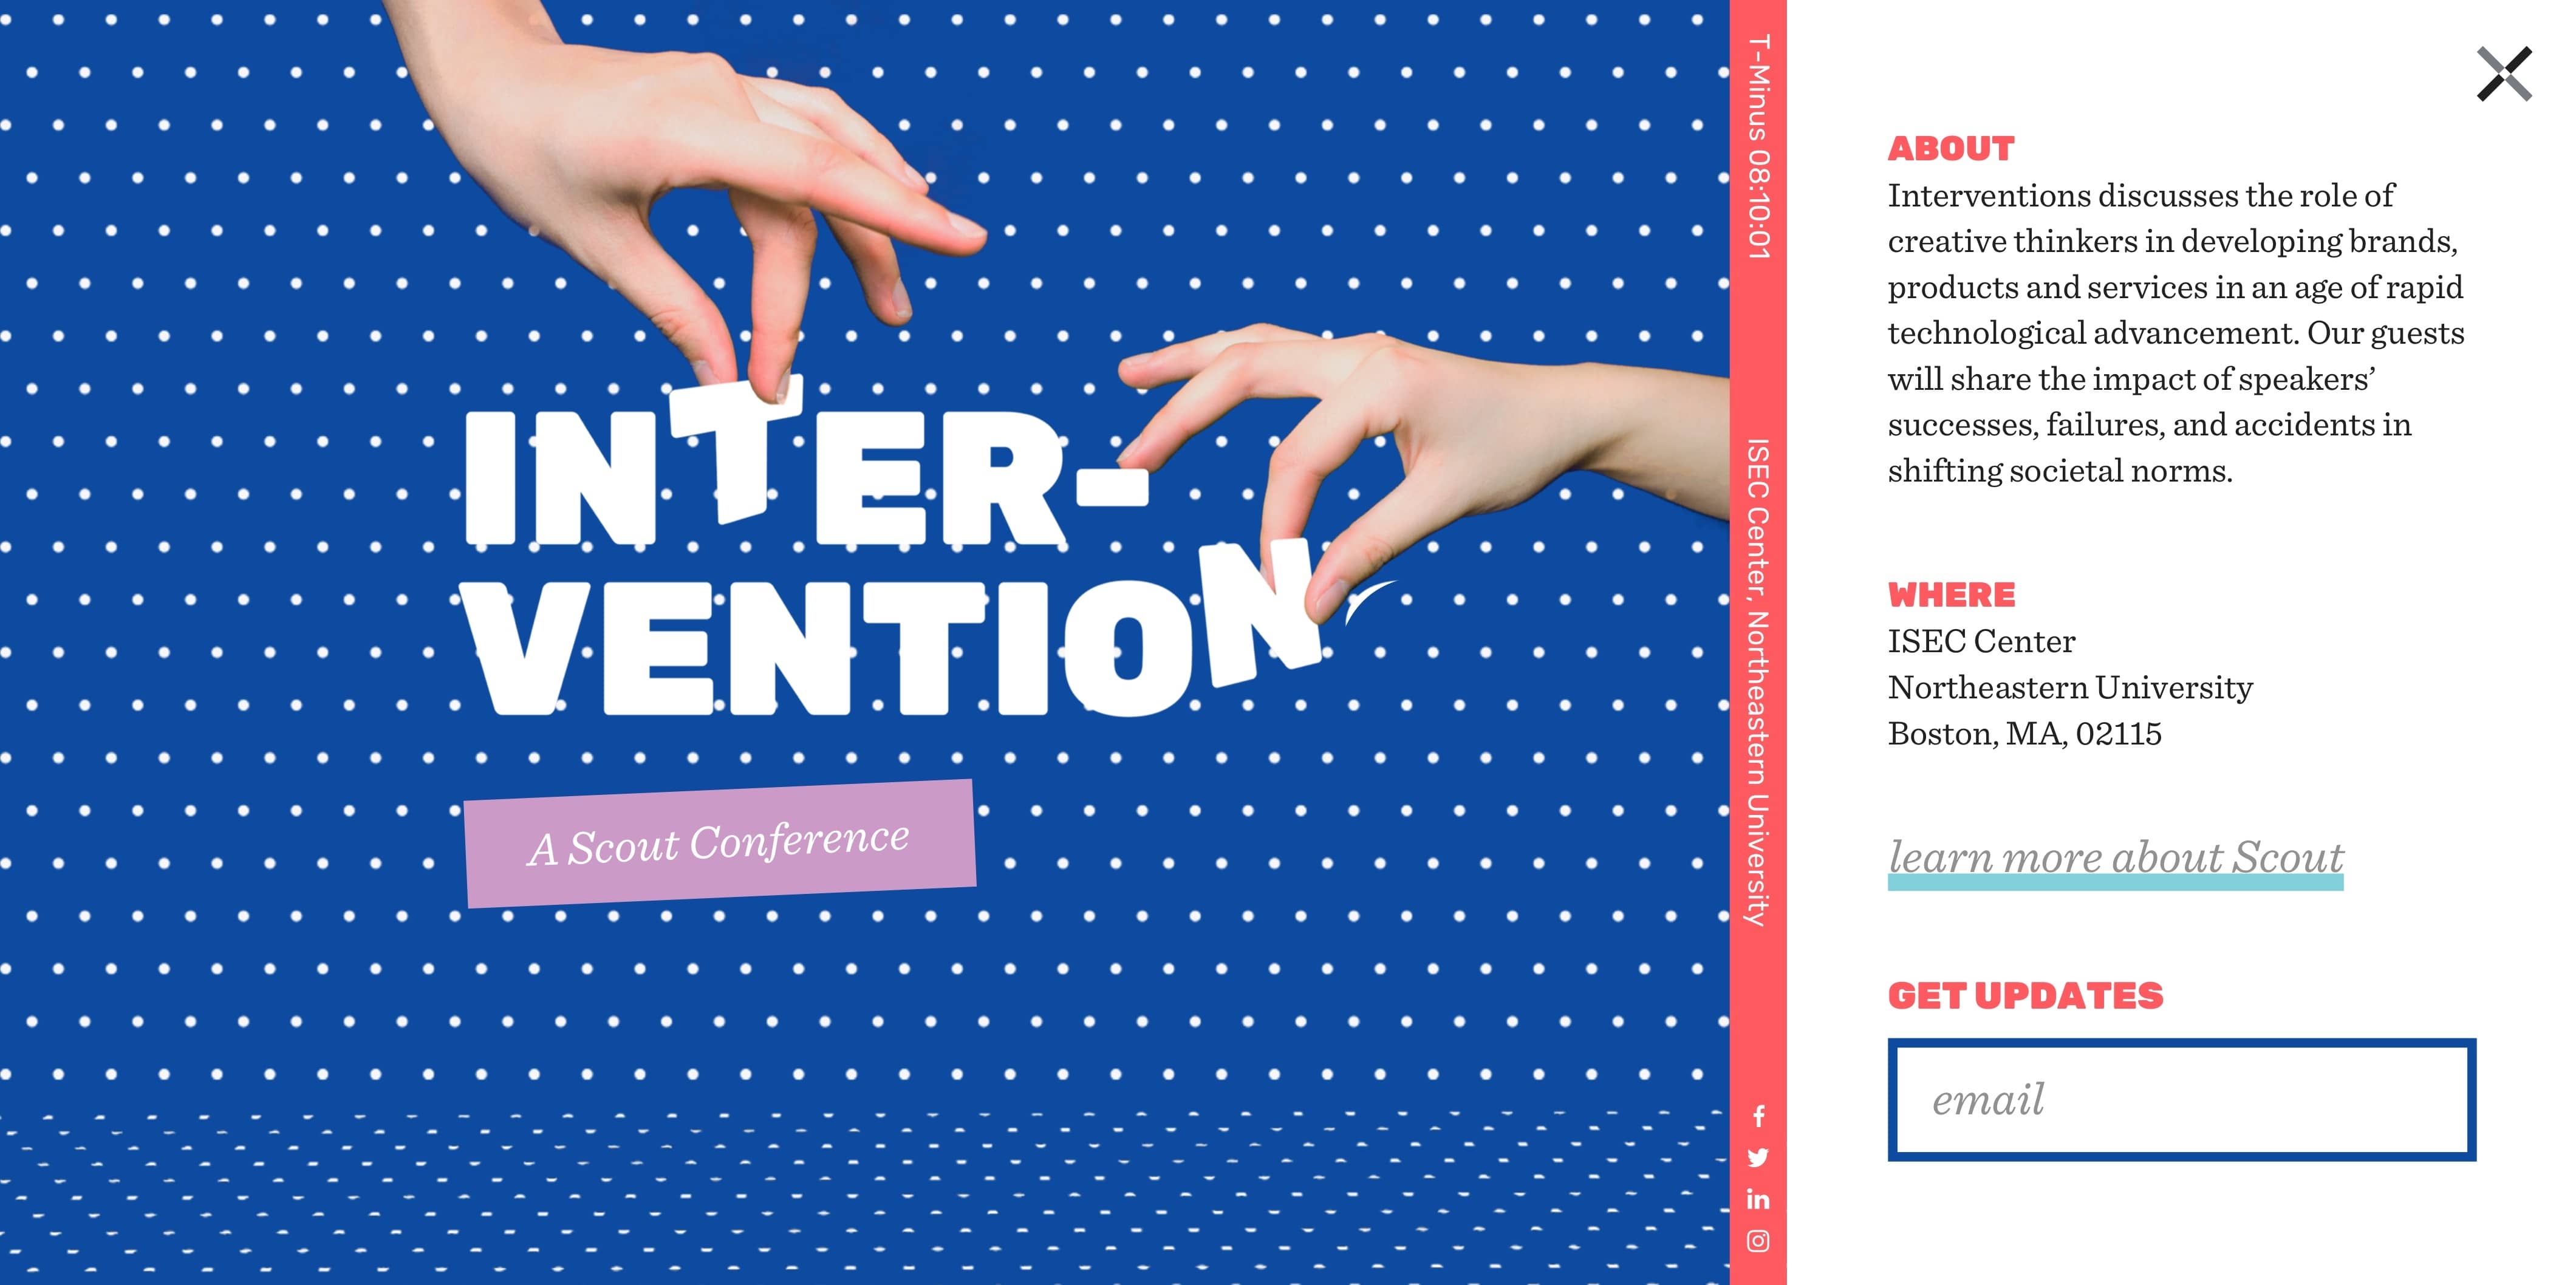 INTER-
VENTION
A Scout Conference
T-Minus 08:10:01
ISEC Center, Northeastern University
ABOUT
Interventions discusses the role of
creative thinkers in developing brands,
products and services in an age of rapid
technological advancement. Our guests
will share the impact of speakers’
successes, failures, and accidents in
shifting societal norms.
WHERE
ISEC Center
Northeastern University
Boston, MA, 02115
learn more about Scout
GET UPDATES
email